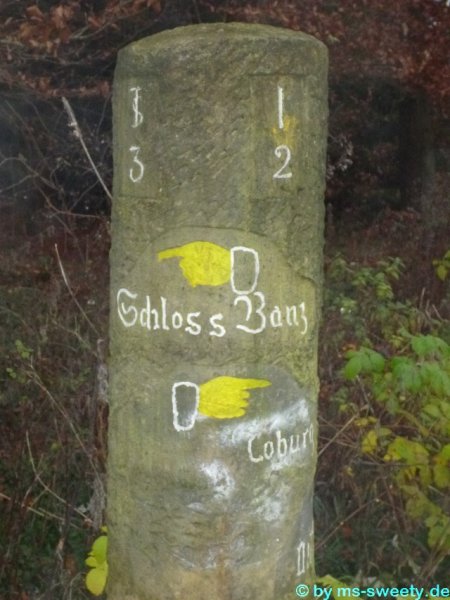 1 1
3 2
Schloss Banz
Coburg
© by ms-sweety.de